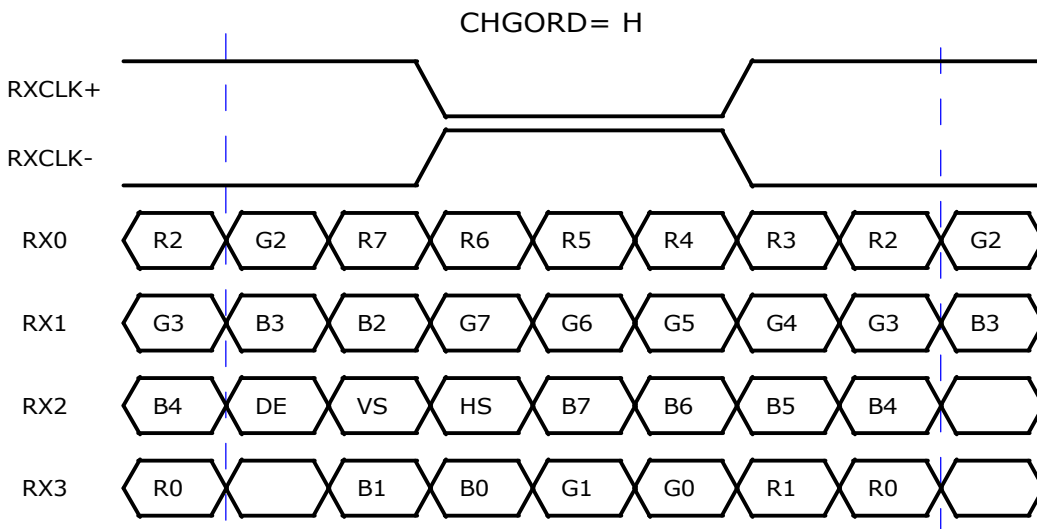 CHGORD= H
RXCLK+
RXCLK-
RX0 R2 G2 R7 R6 R5 R4 R3 R2 G2
RX1 G3 B3 B2 G7 G6 G5 G4 G3 B3
RX2 B4 DE VS HS B7 B6 B5 B4
RX3 R0 B1 B0 G1 G0 R1 R0